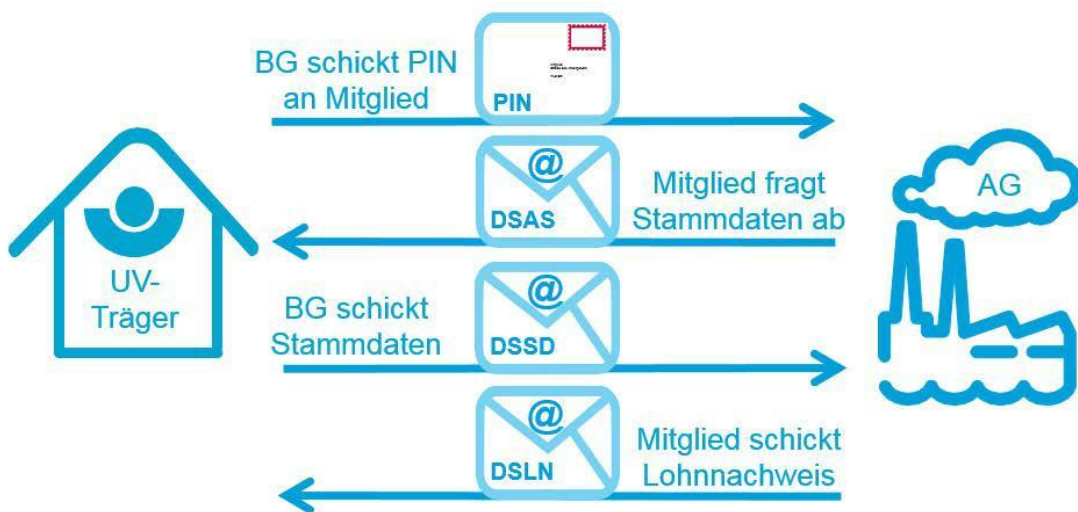 BG schickt PIN
an Mitglied
PIN
@
DSAS
Mitglied fragt
Stammdaten ab
AG
UV-
Träger
BG schickt
Stammdaten
@
DSSD
@
DSLN
Mitglied schickt
Lohnnachweis